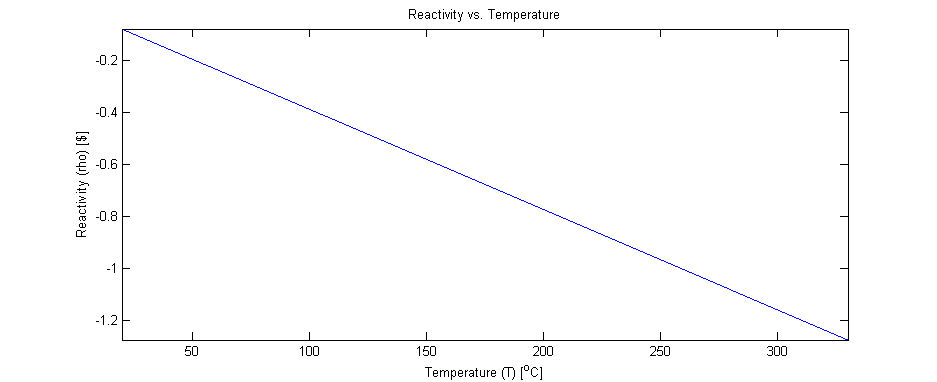 Reactivity vs. Temperature
Reactivity (rho) [$]
-0.2
-0.4
-0.6
-0.8
-1
-1.2
50 100 150 200 250 300
Temperature (T) [°C]